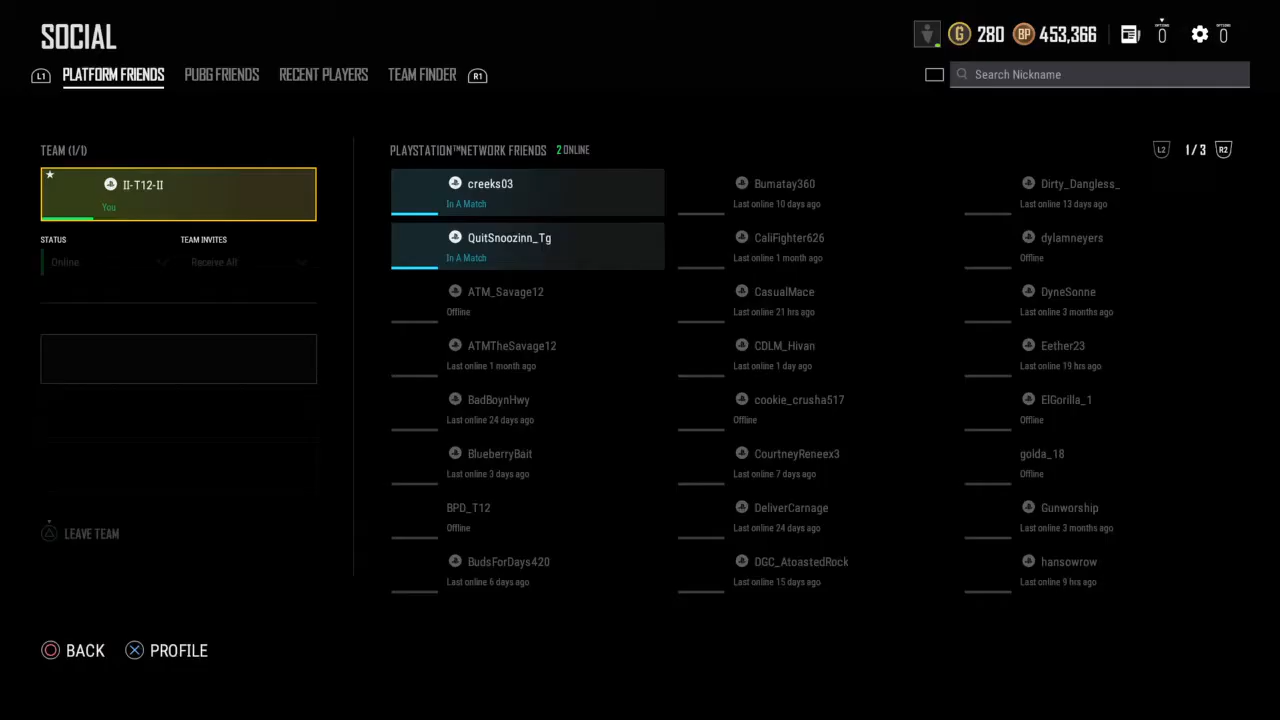 SOCIAL
G 280 BP 453,366 OPTIONS OPTIONS
L1 PLATFORM FRIENDS PUBG FRIENDS RECENT PLAYERS TEAM FINDER R1
Search Nickname
TEAM (1/1)
II-T12-II
You
STATUS TEAM INVITES
Online Receive All
LEAVE TEAM
PLAYSTATION™NETWORK FRIENDS 2 ONLINE
L2 1 / 3 R2
creeks03
In A Match
QuitSnoozinn_Tg
In A Match
ATM_Savage12
Offline
ATMTheSavage12
Last online 1 month ago
BadBoynHwy
Last online 24 days ago
BlueberryBait
Last online 3 days ago
BPD_T12
Offline
BudsForDays420
Last online 6 days ago
Bumatay360
Last online 10 days ago
CaliFighter626
Last online 1 month ago
CasualMace
Last online 21 hrs ago
CDLM_Hivan
Last online 1 day ago
cookie_crusha517
Offline
CourtneyReneex3
Last online 7 days ago
DeliverCarnage
Last online 24 days ago
DGC_AtoastedRock
Last online 15 days ago
Dirty_Dangless_
Last online 13 days ago
dylamneyers
Offline
DyneSonne
Last online 3 months ago
Eether23
Last online 19 hrs ago
ElGorilla_1
Offline
golda_18
Offline
Gunworship
Last online 3 months ago
hansowrow
Last online 9 hrs ago
BACK PROFILE